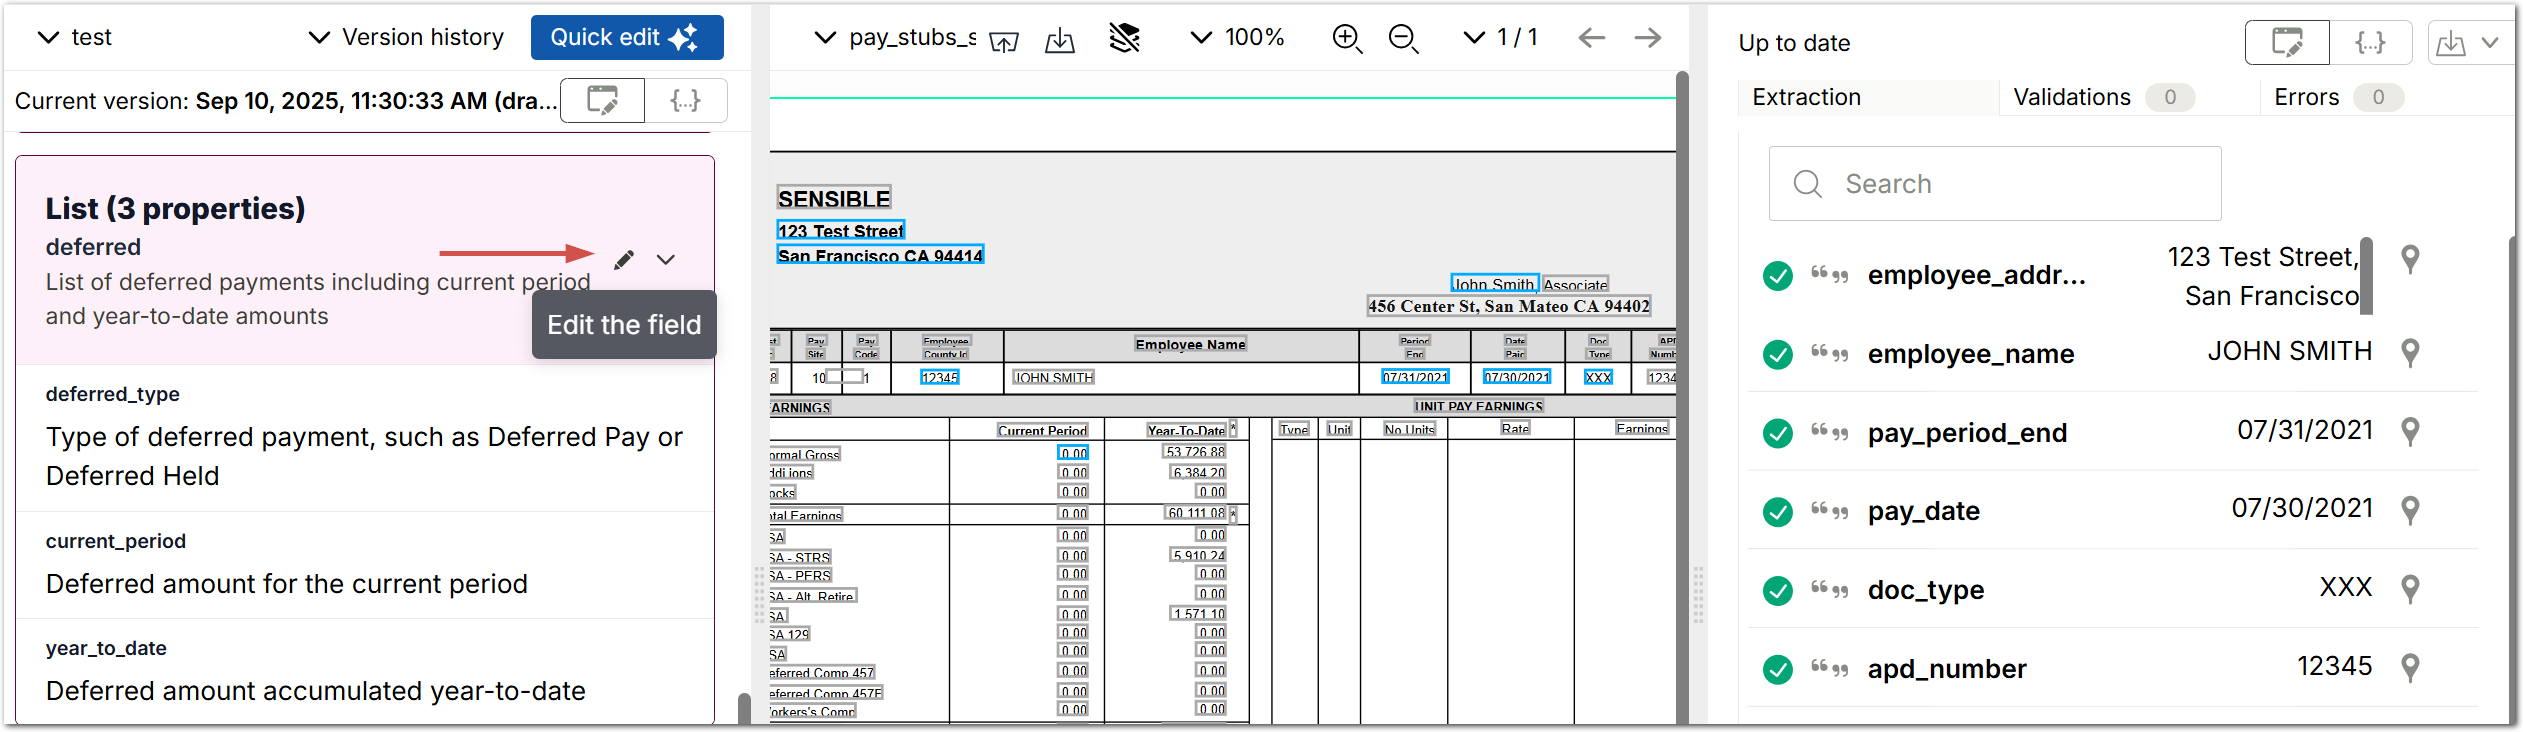 test
Version history
Quick edit
Current version: Sep 10, 2025, 11:30:33 AM (dra...
{...}
List (3 properties)
deferred
List of deferred payments including current period
and year-to-date amounts
Edit the field
deferred_type
Type of deferred payment, such as Deferred Pay or
Deferred Held
current_period
Deferred amount for the current period
year_to_date
Deferred amount accumulated year-to-date
pay_stubs_s
100%
1 / 1
SENSIBLE
123 Test Street
San Francisco CA 94414
John Smith, Associate
456 Center St, San Mateo CA 94402
Pay Site
Pay Code
Employee County Id
Employee Name
Period End
Date Paid
Doc Type
APD Numb
8 10 1 12345 JOHN SMITH 07/31/2021 07/30/2021 XXX 1234
EARNINGS UNIT PAY EARNINGS
Current Period Year-To-Date * Type Unit No Units Rate Earnings
ormal Gross 0.00 53,726.88
ddi ions 0.00 6,384.20
ocks 0.00 0.00
otal Earnings 0.00 60,111.08 *
SA 0.00 0.00
SA - STRS 0.00 5,910.24
SA - PERS 0.00 0.00
SA - Alt. Retire. 0.00 0.00
SA 0.00 1,571.10
SA 129 0.00 0.00
SA 0.00 0.00
eferred Comp 457 0.00 0.00
eferred Comp 457F 0.00 0.00
orkers's Comp 0.00 0.00
Up to date
{...}
Extraction
Validations 0
Errors 0
Search
employee_addr... 123 Test Street,
San Francisco
employee_name JOHN SMITH
pay_period_end 07/31/2021
pay_date 07/30/2021
doc_type XXX
apd_number 12345